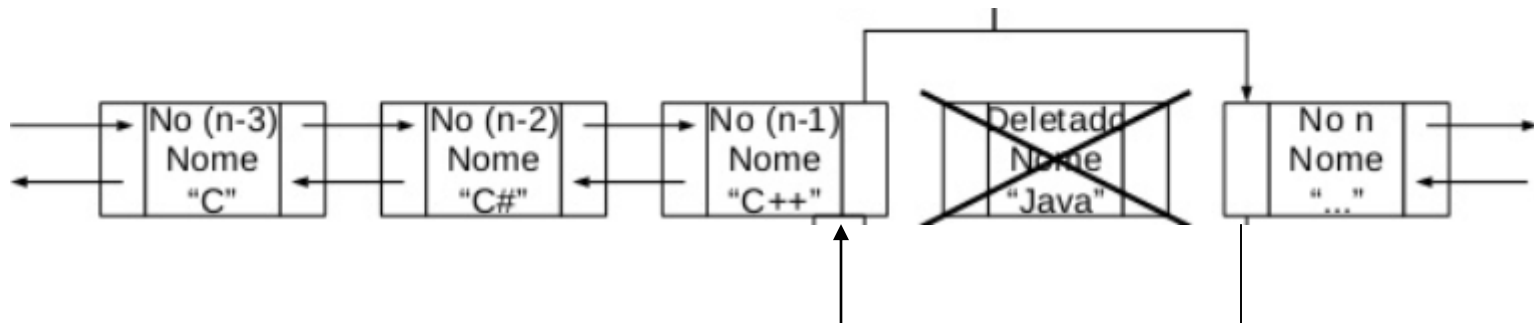 No (n-3)
Nome
“C”
No (n-2)
Nome
“C#”
No (n-1)
Nome
“C++”
Deletado
Nome
“Java”
No n
Nome
“...”